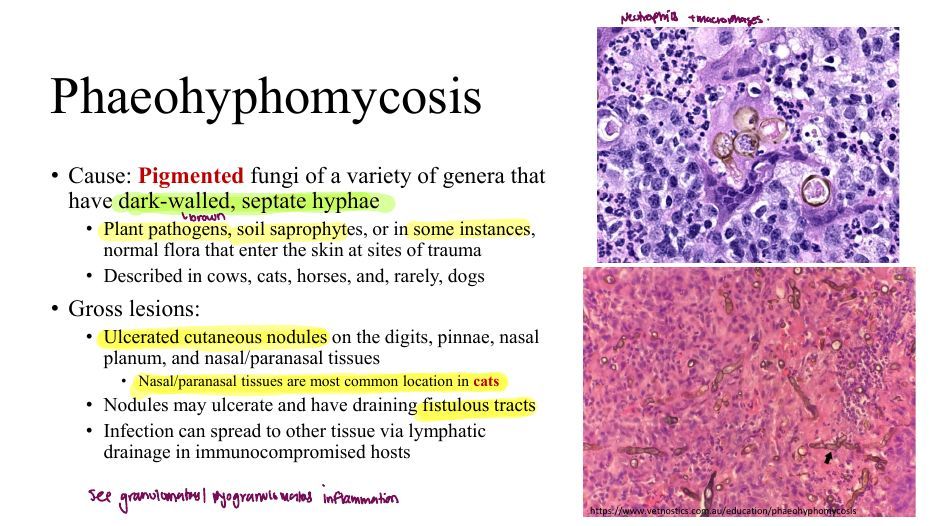 Neutrophils + macrophages.
Phaeohyphomycosis
• Cause: Pigmented fungi of a variety of genera that
have dark-walled, septate hyphae
brown
• Plant pathogens, soil saprophytes, or in some instances,
normal flora that enter the skin at sites of trauma
• Described in cows, cats, horses, and, rarely, dogs
• Gross lesions:
• Ulcerated cutaneous nodules on the digits, pinnae, nasal
planum, and nasal/paranasal tissues
• Nasal/paranasal tissues are most common location in cats
• Nodules may ulcerate and have draining fistulous tracts
• Infection can spread to other tissue via lymphatic
drainage in immunocompromised hosts
See inflammation
https://www.vetnostics.com.au/education/phaeohyphomycosis